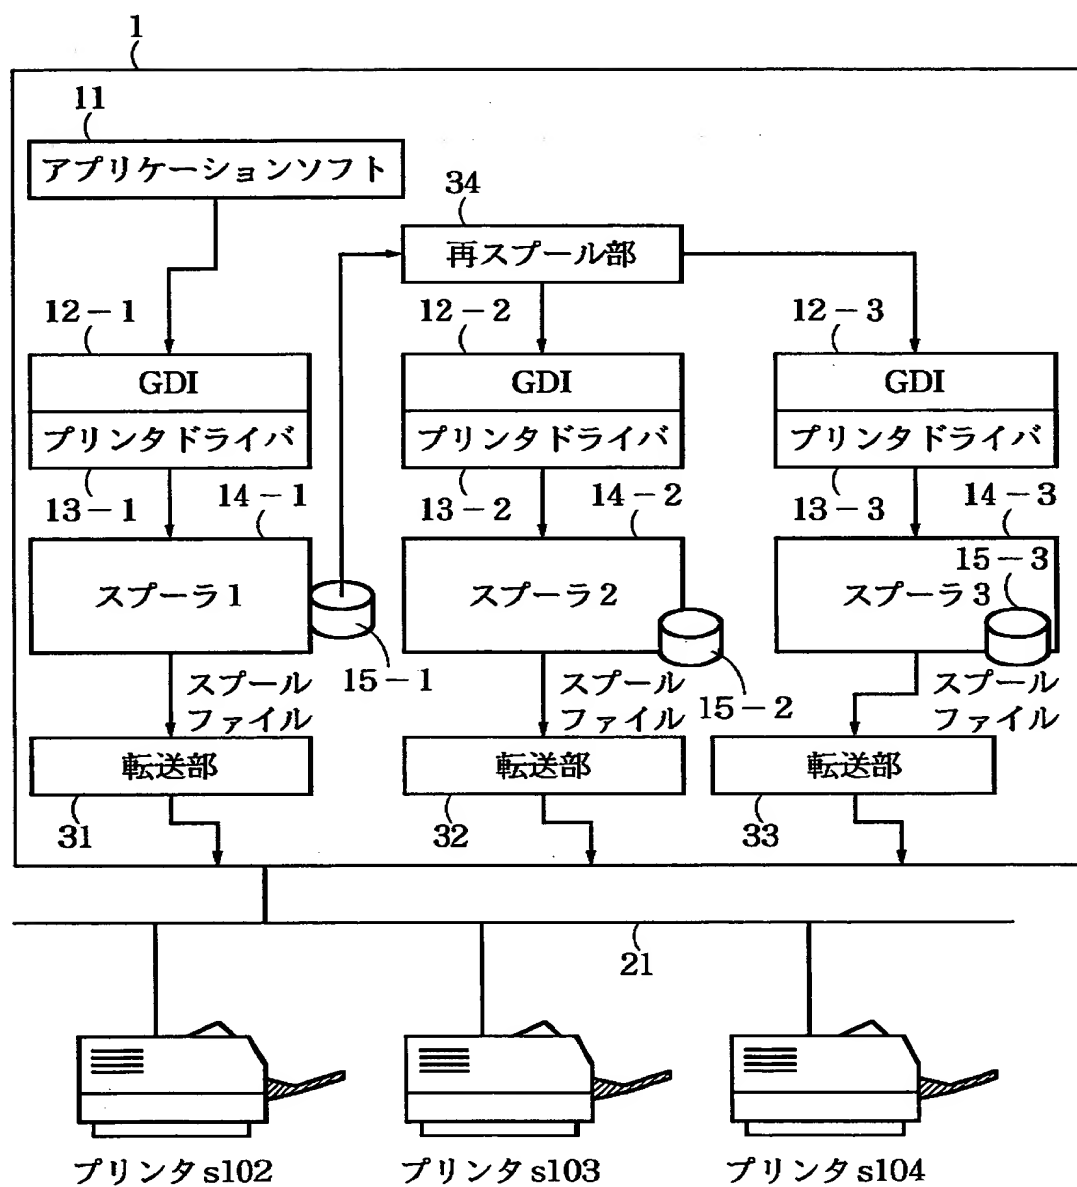 1
11
アプリケーションソフト
34
再スプール部
12－1
12－2
12－3
GDI
GDI
GDI
プリンタドライバ
プリンタドライバ
プリンタドライバ
13－1
14－1
13－2
14－2
13－3
14－3
15－3
スプーラ1
スプーラ2
スプーラ3
15－1
15－2
スプール
ファイル
スプール
ファイル
スプール
ファイル
転送部
転送部
転送部
31
32
33
21
プリンタs102
プリンタs103
プリンタs104